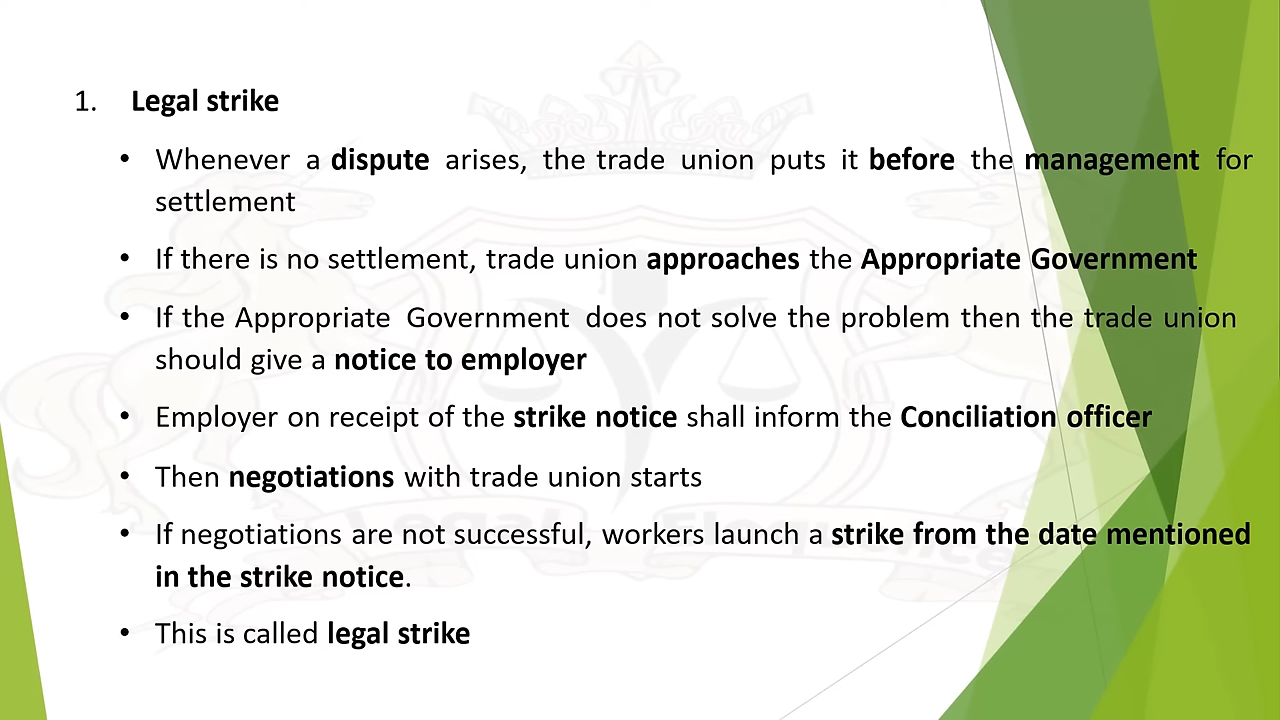 1. Legal strike
• Whenever a dispute arises, the trade union puts it before the management for
settlement
• If there is no settlement, trade union approaches the Appropriate Government
• If the Appropriate Government does not solve the problem then the trade union
should give a notice to employer
• Employer on receipt of the strike notice shall inform the Conciliation officer
• Then negotiations with trade union starts
• If negotiations are not successful, workers launch a strike from the date mentioned
in the strike notice.
• This is called legal strike